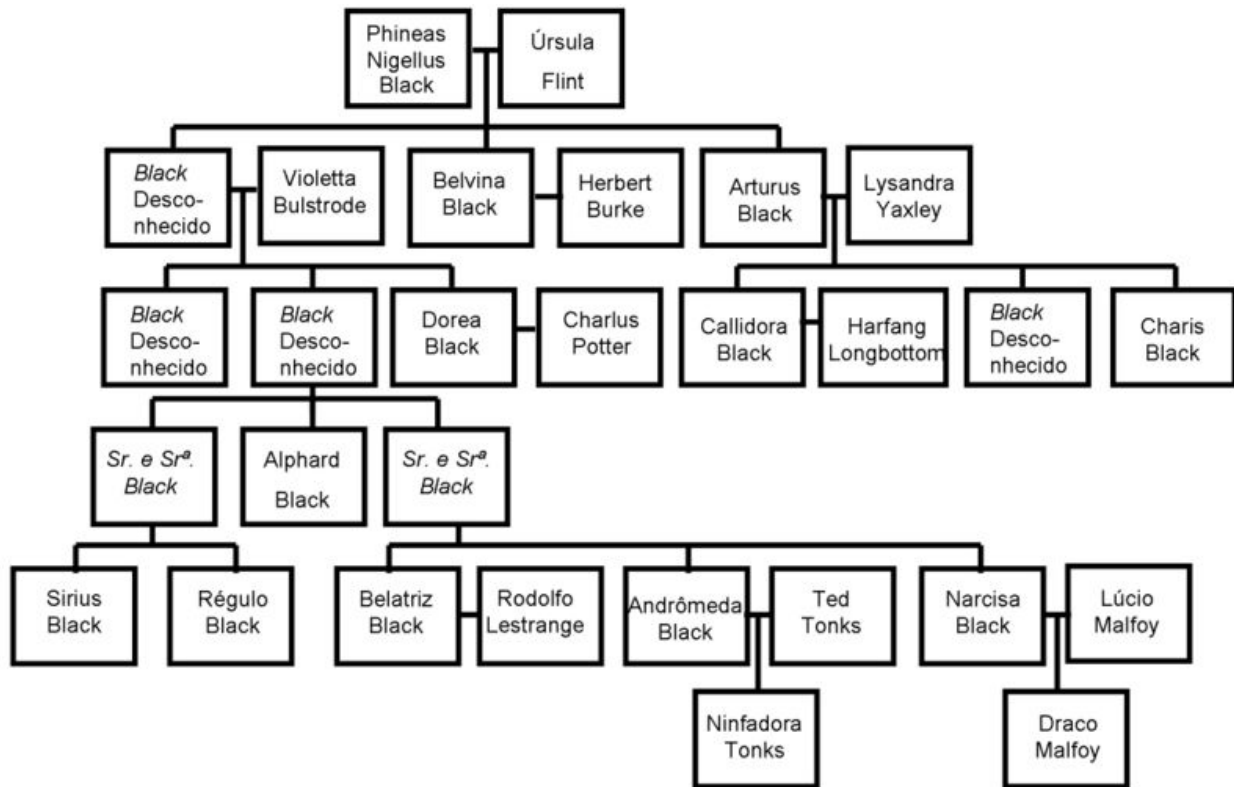 Phineas
Nigellus
Black
Úrsula
Flint
Black
Desco-
nhecido
Violetta
Bulstrode
Belvina
Black
Herbert
Burke
Arturus
Black
Lysandra
Yaxley
Black
Desco-
nhecido
Black
Desco-
nhecido
Dorea
Black
Charlus
Potter
Callidora
Black
Harfang
Longbottom
Black
Desco-
nhecido
Charis
Black
Sr. e Srª.
Black
Alphard
Black
Sr. e Srª.
Black
Sirius
Black
Régulo
Black
Belatriz
Black
Rodolfo
Lestrange
Andrômeda
Black
Ted
Tonks
Narcisa
Black
Lúcio
Malfoy
Ninfadora
Tonks
Draco
Malfoy